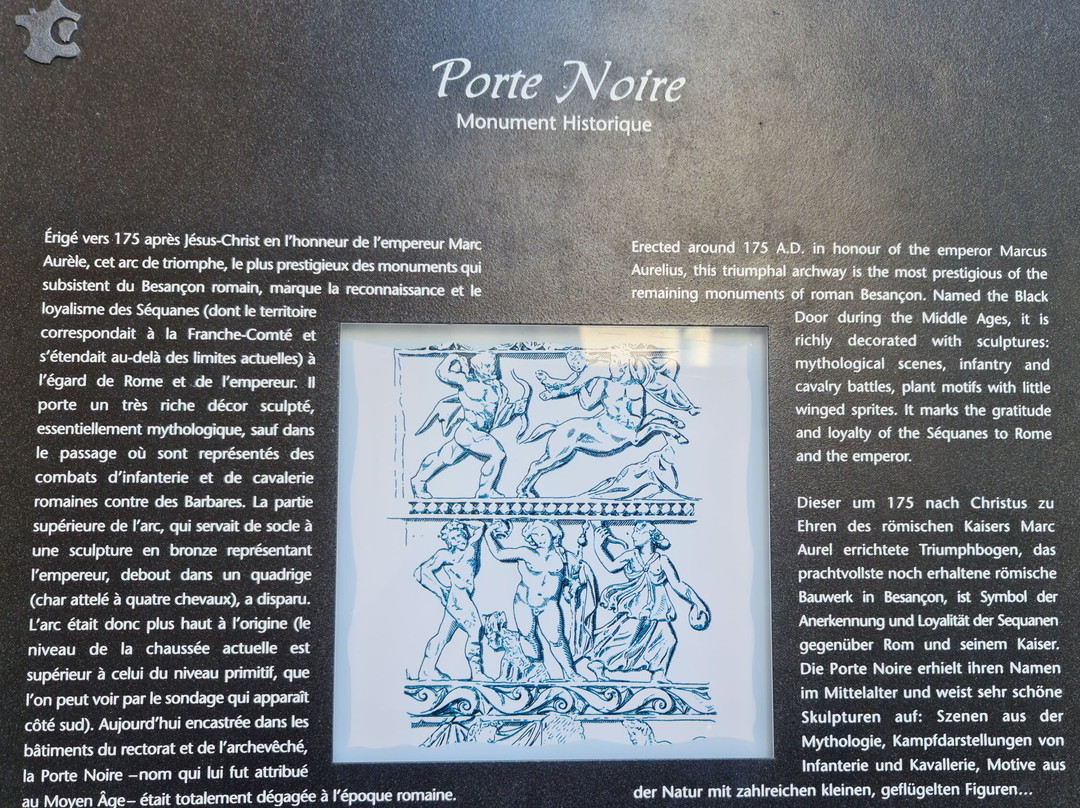 Porte Noire
Monument Historique
Érigé vers 175 après Jésus-Christ en l'honneur de l'empereur Marc
Aurèle, cet arc de triomphe, le plus prestigieux des monuments qui
subsistent du Besançon romain, marque la reconnaissance et le
loyalisme des Séquanes (dont le territoire
correspondait à la Franche-Comté et
s'étendait au-delà des limites actuelles) à
l'égard de Rome et de l'empereur. Il
porte un très riche décor sculpté,
essentiellement mythologique, sauf dans
le passage où sont représentés des
combats d'infanterie et de cavalerie
romaines contre des Barbares. La partie
supérieure de l'arc, qui servait de socle à
une sculpture en bronze représentant
l'empereur, debout dans un quadrige
(char attelé à quatre chevaux), a disparu.
L'arc était donc plus haut à l'origine (le
niveau de la chaussée actuelle est
supérieur à celui du niveau primitif, que
l'on peut voir par le sondage qui apparaît
côté sud). Aujourd'hui encastrée dans les
bâtiments du rectorat et de l'archevêché,
la Porte Noire –nom qui lui fut attribué
au Moyen Âge– était totalement dégagée à l'époque romaine.
Erected around 175 A.D. in honour of the emperor Marcus
Aurelius, this triumphal archway is the most prestigious of the
remaining monuments of roman Besançon. Named the Black
Door during the Middle Ages, it is
richly decorated with sculptures:
mythological scenes, infantry and
cavalry battles, plant motifs with little
winged sprites. It marks the gratitude
and loyalty of the Séquanes to Rome
and the emperor.
Dieser um 175 nach Christus zu
Ehren des römischen Kaisers Marc
Aurel errichtete Triumphbogen, das
prachtvollste noch erhaltene römische
Bauwerk in Besançon, ist Symbol der
Anerkennung und Loyalität der Sequanen
gegenüber Rom und seinem Kaiser.
Die Porte Noire erhielt ihren Namen
im Mittelalter und weist sehr schöne
Skulpturen auf: Szenen aus der
Mythologie, Kampfdarstellungen von
Infanterie und Kavallerie, Motive aus
der Natur mit zahlreichen kleinen, geflügelten Figuren...